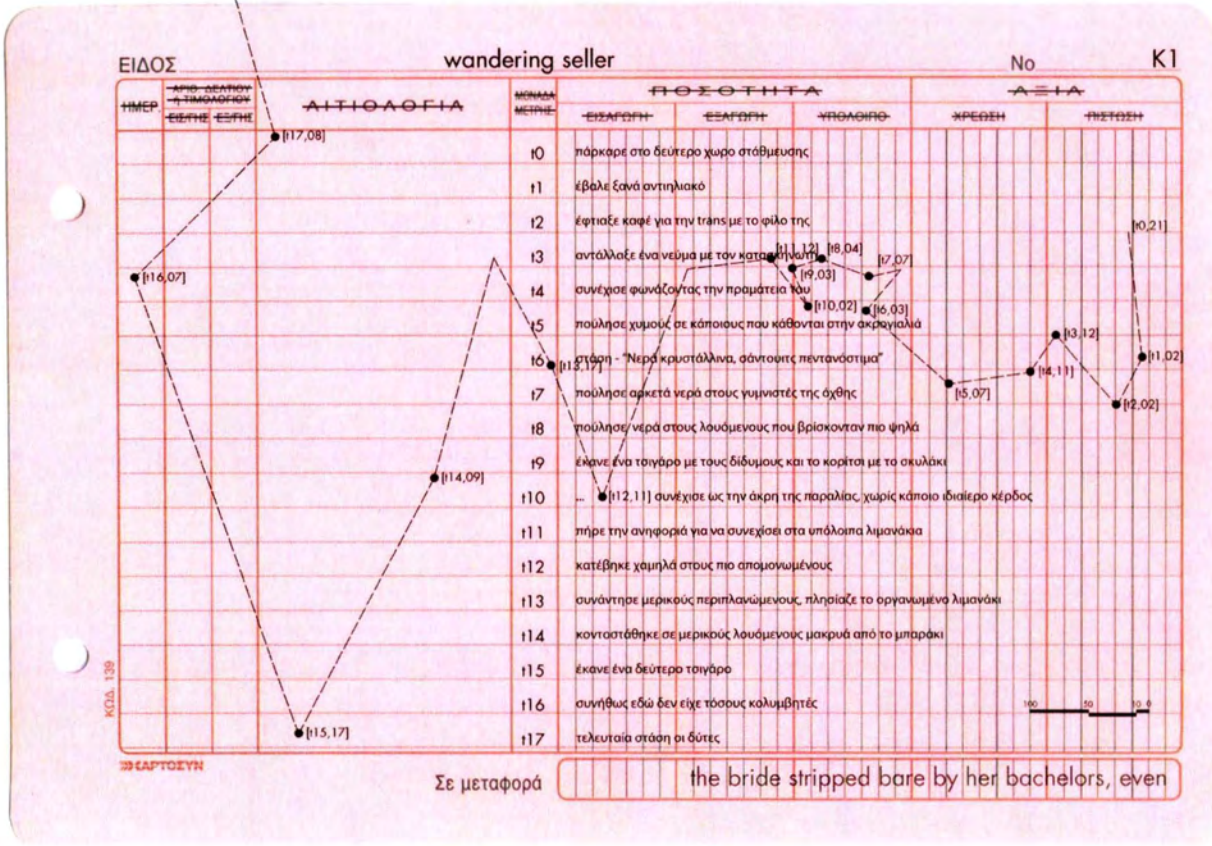 ΕΙΔΟΣ wandering seller No K1
ΗΜΕΡ. ΑΡΙΘ. ΔΕΛΤΙΟΥ ή ΤΙΜΟΛΟΓΙΟΥ ΑΙΤΙΟΛΟΓΙΑ ΜΟΝΑΔΑ ΜΕΤΡΗΣ ΠΟΣΟΤΗΤΑ ΑΞΙΑ
ΕΙΣ/ΓΗΣ ΕΞ/ΓΗΣ ΕΙΣΑΓΩΓΗ ΕΞΑΓΩΓΗ ΥΠΟΛΟΙΠΟ ΧΡΕΩΣΗ ΠΙΣΤΩΣΗ
[t17,08]
t0 πάρκαρε στο δεύτερο χωρο στάθμευσης
t1 έβαλε ξανά αντιηλιακό
t2 έφτιαξε καφέ για την trans με το φίλο της
[t0,21]
t3 αντάλλαξε ένα νεύμα με τον κατασκηνωτή
[t11,12] [t8,04]
[t7,07]
[t16,07] [t9,03]
t4 συνέχισε φωνάζοντας την πραμάτεια του
[t10,02] [t6,03]
t5 πούλησε χυμούς σε κάποιους που κάθονται στην ακρογιαλιά
[t3,12]
t6 στάση - "Νερά κρυστάλλινα, σάντουιτς πεντανόστιμα"
[t13,17] [t4,11] [t1,02]
t7 πούλησε αρκετά νερά στους γυμνιστές της όχθης
[t5,07] [t2,02]
t8 πούλησε νερά στους λουόμενους που βρίσκονταν πιο ψηλά
t9 έκανε ένα τσιγάρο με τους δίδυμους και το κορίτσι με το σκυλάκι
[t14,09]
t10 ... [t12,11] συνέχισε ως την άκρη της παραλίας, χωρίς κάποιο ιδιαίερο κέρδος
t11 πήρε την ανηφοριά για να συνεχίσει στα υπόλοιπα λιμανάκια
t12 κατέβηκε χαμηλά στους πιο απομονωμένους
t13 συνάντησε μερικούς περιπλανώμενους, πλησίαζε το οργανωμένο λιμανάκι
t14 κονταστάθηκε σε μερικούς λουόμενους μακρυά από το μπαράκι
t15 έκανε ένα δεύτερο τσιγάρο
t16 συνήθως εδώ δεν είχε τόσους κολυμβητές
100 50 10 0
[t15,17]
t17 τελευταία στάση οι δύτες
ΚΩΔ. 139
ΧΑΡΤΟΣΥΝ
Σε μεταφορά the bride stripped bare by her bachelors, even